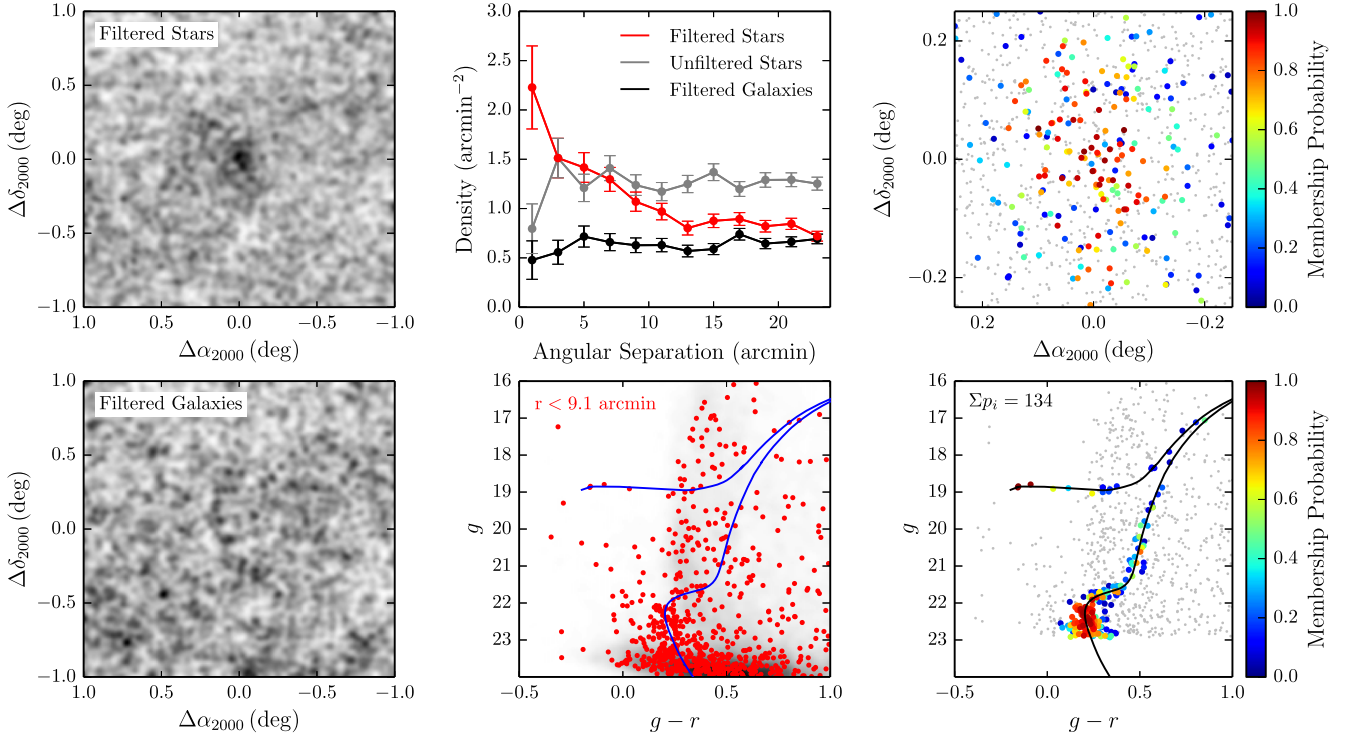 Filtered Stars
1.0
0.5
0.0
−0.5
−1.0
1.0 0.5 0.0 −0.5 −1.0
Δδ2000 (deg)
Δα2000 (deg)
Filtered Stars
Unfiltered Stars
Filtered Galaxies
3.0
2.5
2.0
1.5
1.0
0.5
0.0
0 5 10 15 20
Density (arcmin−2)
Angular Separation (arcmin)
0.2
0.0
−0.2
0.2 0.0 −0.2
Δδ2000 (deg)
Δα2000 (deg)
1.0
0.8
0.6
0.4
0.2
0.0
Membership Probability
Filtered Galaxies
1.0
0.5
0.0
−0.5
−1.0
1.0 0.5 0.0 −0.5 −1.0
Δδ2000 (deg)
Δα2000 (deg)
r < 9.1 arcmin
16
17
18
19
20
21
22
23
−0.5 0.0 0.5 1.0
g
g − r
Σpi = 134
16
17
18
19
20
21
22
23
−0.5 0.0 0.5 1.0
g
g − r
1.0
0.8
0.6
0.4
0.2
0.0
Membership Probability